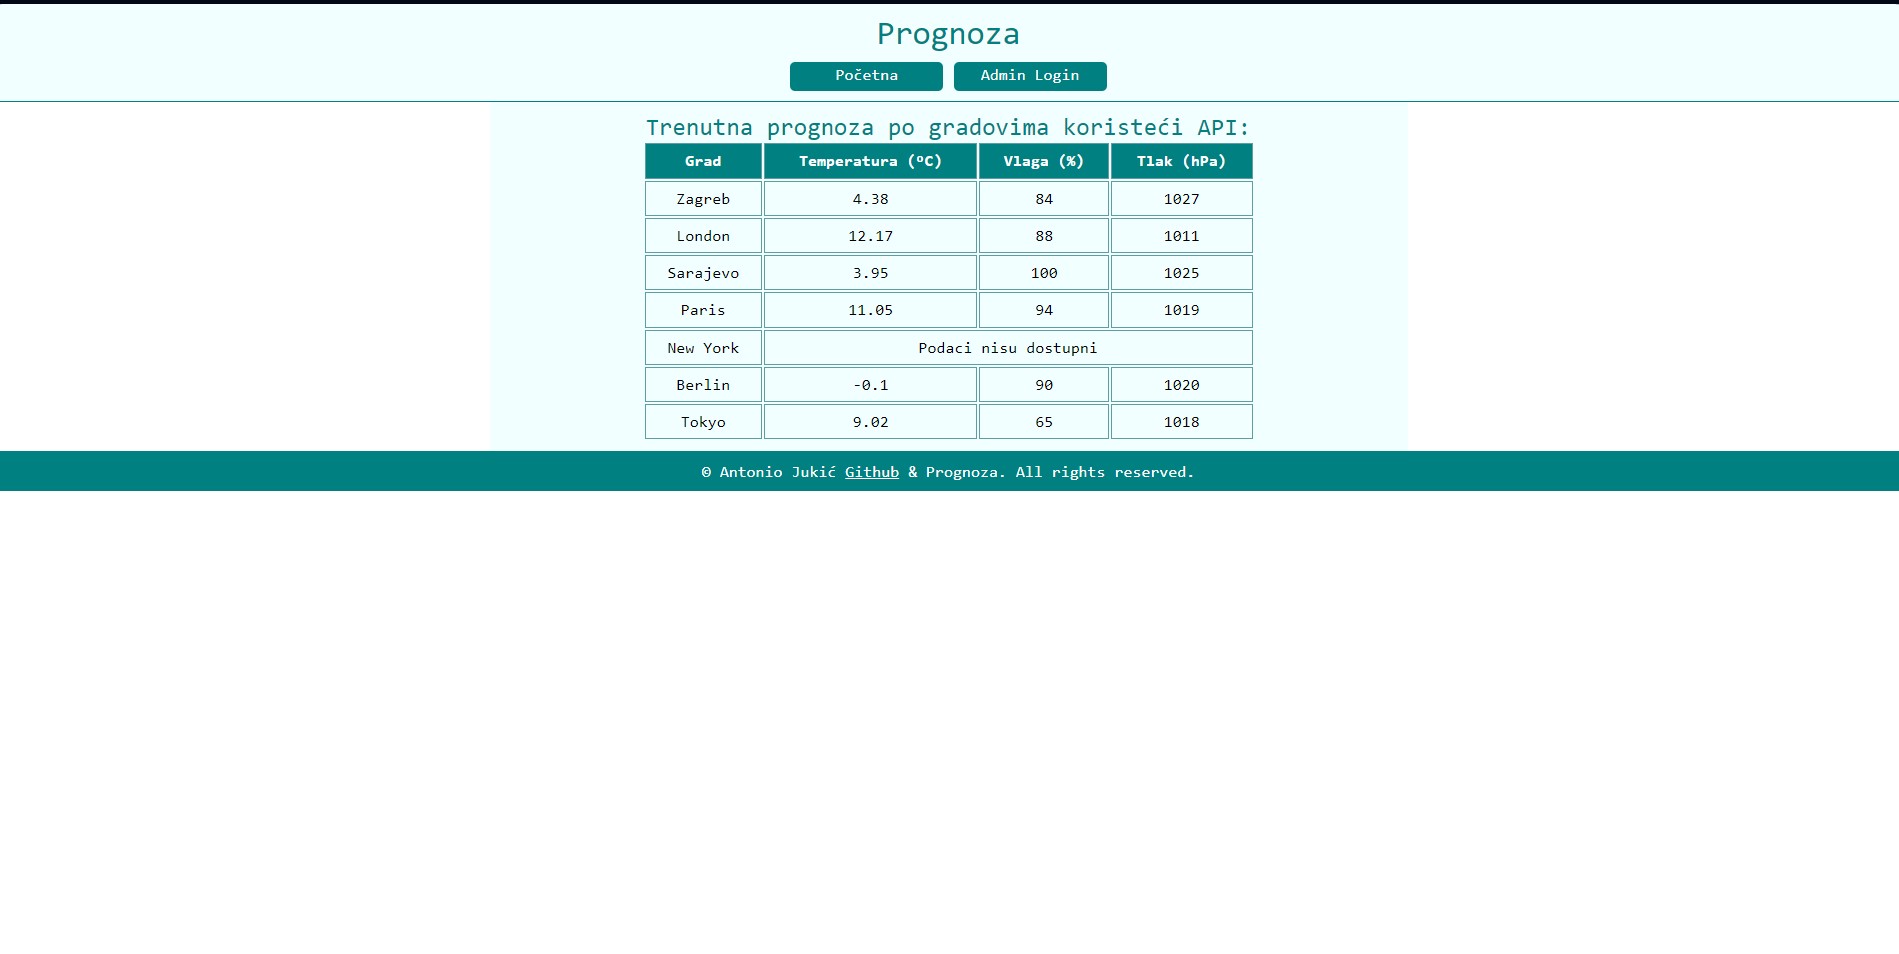 Prognoza
Početna Admin Login
Trenutna prognoza po gradovima koristeći API:
Grad Temperatura (ºC) Vlaga (%) Tlak (hPa)
Zagreb 4.38 84 1027
London 12.17 88 1011
Sarajevo 3.95 100 1025
Paris 11.05 94 1019
New York Podaci nisu dostupni
Berlin -0.1 90 1020
Tokyo 9.02 65 1018
© Antonio Jukić Github & Prognoza. All rights reserved.